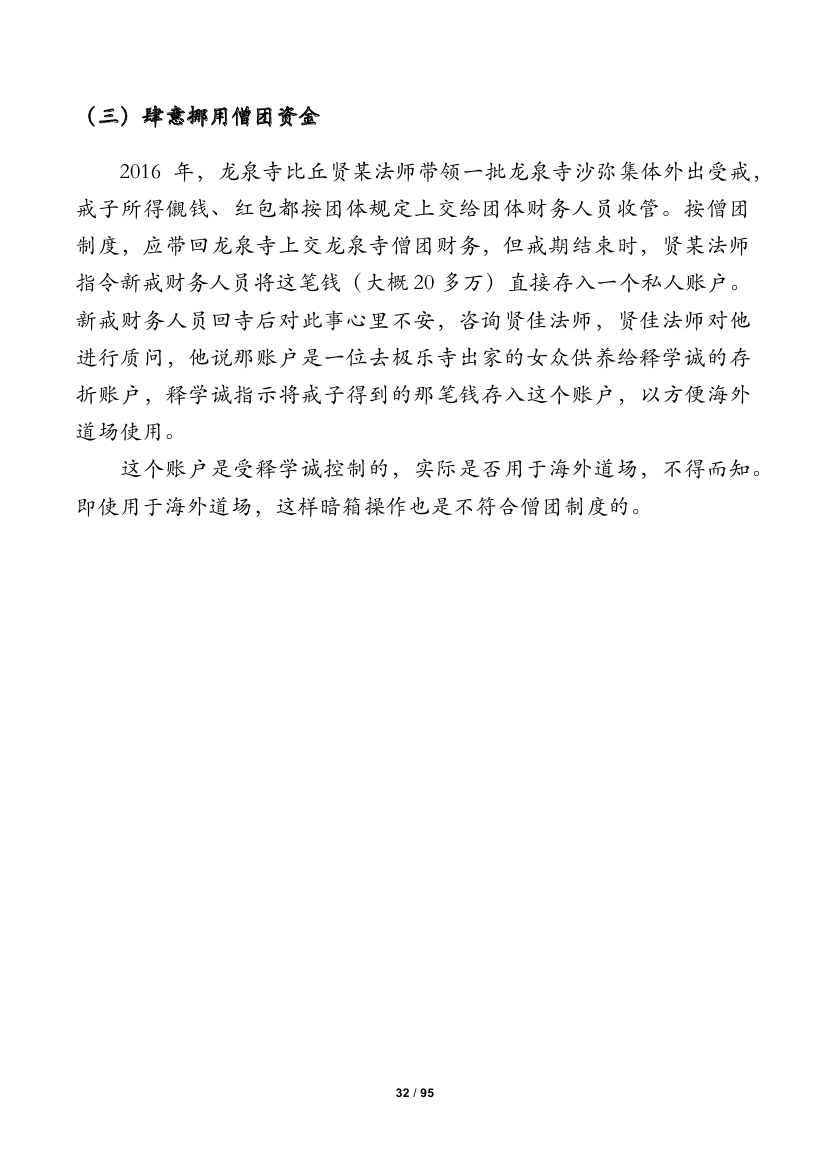 （三）肆意挪用僧团资金
2016 年，龙泉寺比丘贤某法师带领一批龙泉寺沙弥集体外出受戒，
戒子所得儭钱、红包都按团体规定上交给团体财务人员收管。按僧团
制度，应带回龙泉寺上交龙泉寺僧团财务，但戒期结束时，贤某法师
指令新戒财务人员将这笔钱（大概 20 多万）直接存入一个私人账户。
新戒财务人员回寺后对此事心里不安，咨询贤佳法师，贤佳法师对他
进行质问，他说那账户是一位去极乐寺出家的女众供养给释学诚的存
折账户，释学诚指示将戒子得到的那笔钱存入这个账户，以方便海外
道场使用。
这个账户是受释学诚控制的，实际是否用于海外道场，不得而知。
即使用于海外道场，这样暗箱操作也是不符合僧团制度的。
32 / 95